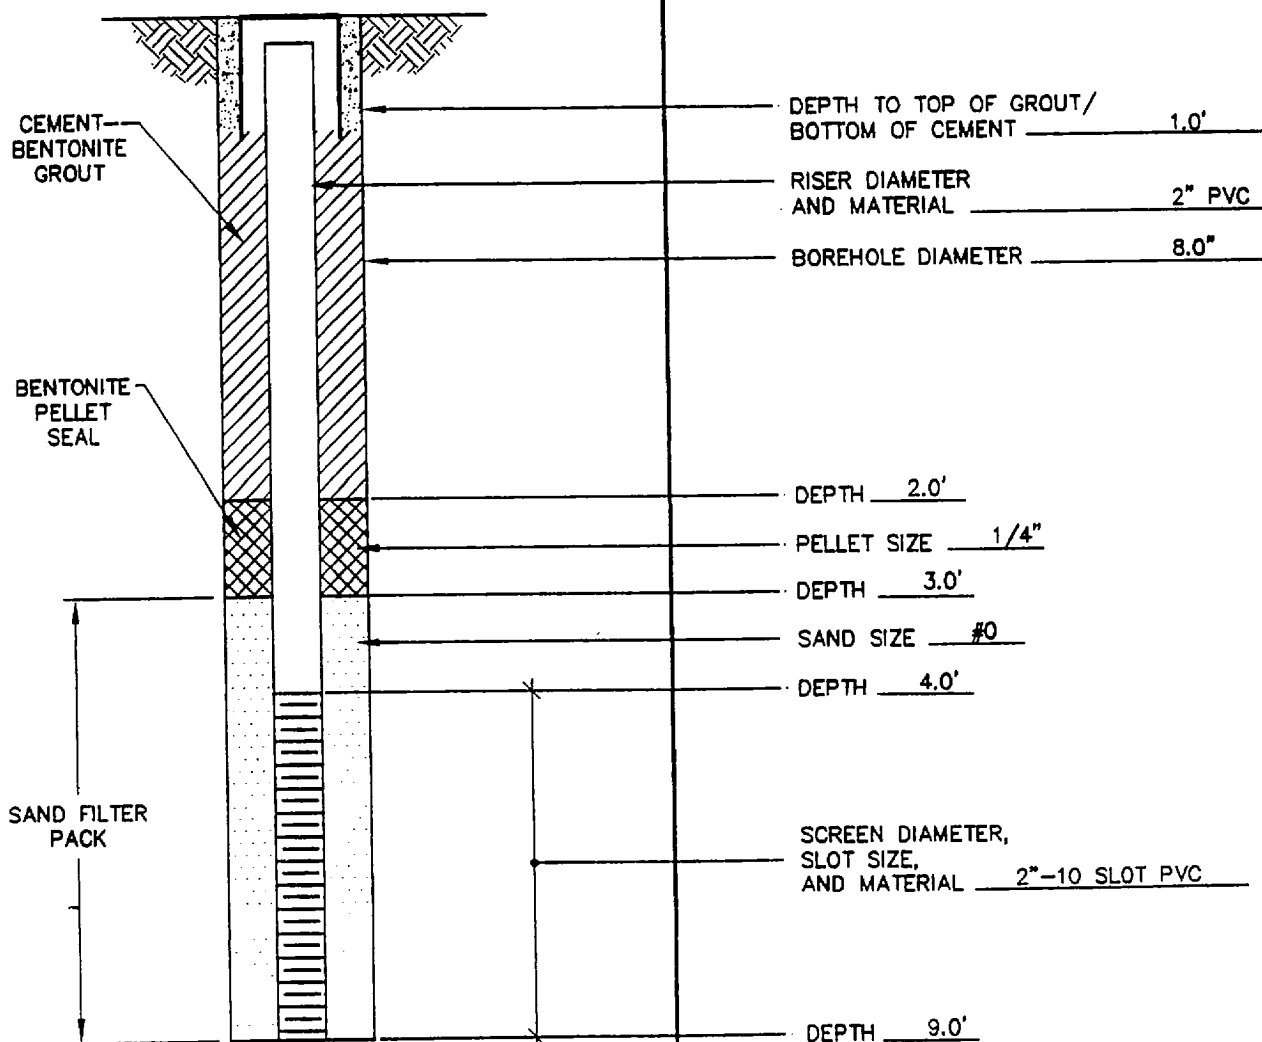 DEPTH TO TOP OF GROUT/
BOTTOM OF CEMENT 1.0'
CEMENT-
BENTONITE
GROUT
RISER DIAMETER
AND MATERIAL 2" PVC
BOREHOLE DIAMETER 8.0"
BENTONITE
PELLET
SEAL
DEPTH 2.0'
PELLET SIZE 1/4"
DEPTH 3.0'
SAND SIZE #0
DEPTH 4.0'
SAND FILTER
PACK
SCREEN DIAMETER,
SLOT SIZE,
AND MATERIAL 2"-10 SLOT PVC
DEPTH 9.0'